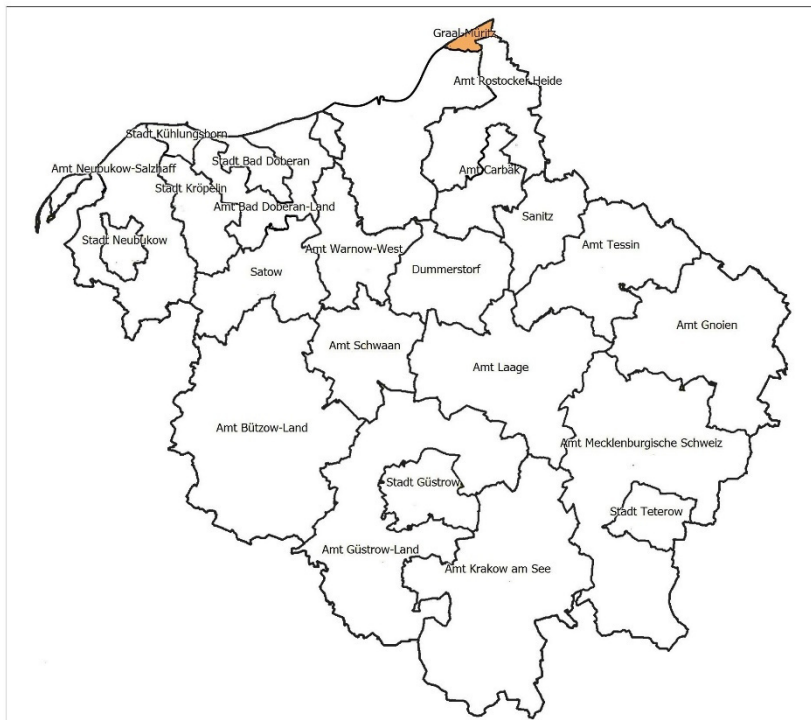 Graal-Müritz
Amt Rostocker-Heide
Stadt Kühlungsborn
Stadt Bad Doberan
Amt Neubukow-Salzhaff
Amt Carbäk
Stadt Kröpelin
Amt Bad Doberan-Land
Sanitz
Stadt Neubukow
Amt Warnow-West
Amt Tessin
Satow
Dummerstorf
Amt Gnoien
Amt Schwaan
Amt Laage
Amt Bützow-Land
Amt Mecklenburgische Schweiz
Stadt Güstrow
Stadt Teterow
Amt Güstrow-Land
Amt Krakow am See